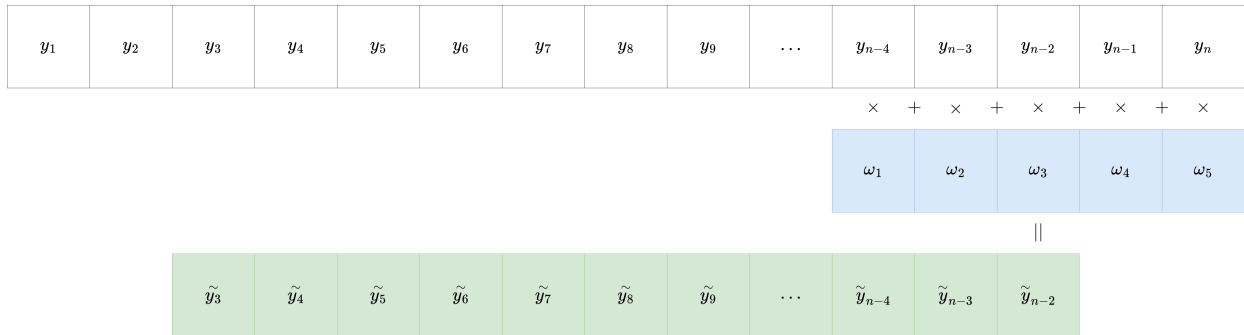 y₁ y₂ y₃ y₄ y₅ y₆ y₇ y₈ y₉ ⋯ yₙ₋₄ yₙ₋₃ yₙ₋₂ yₙ₋₁ yₙ
× + × + × + × + ×
ω₁ ω₂ ω₃ ω₄ ω₅
||
ỹ₃ ỹ₄ ỹ₅ ỹ₆ ỹ₇ ỹ₈ ỹ₉ ⋯ ỹₙ₋₄ ỹₙ₋₃ ỹₙ₋₂